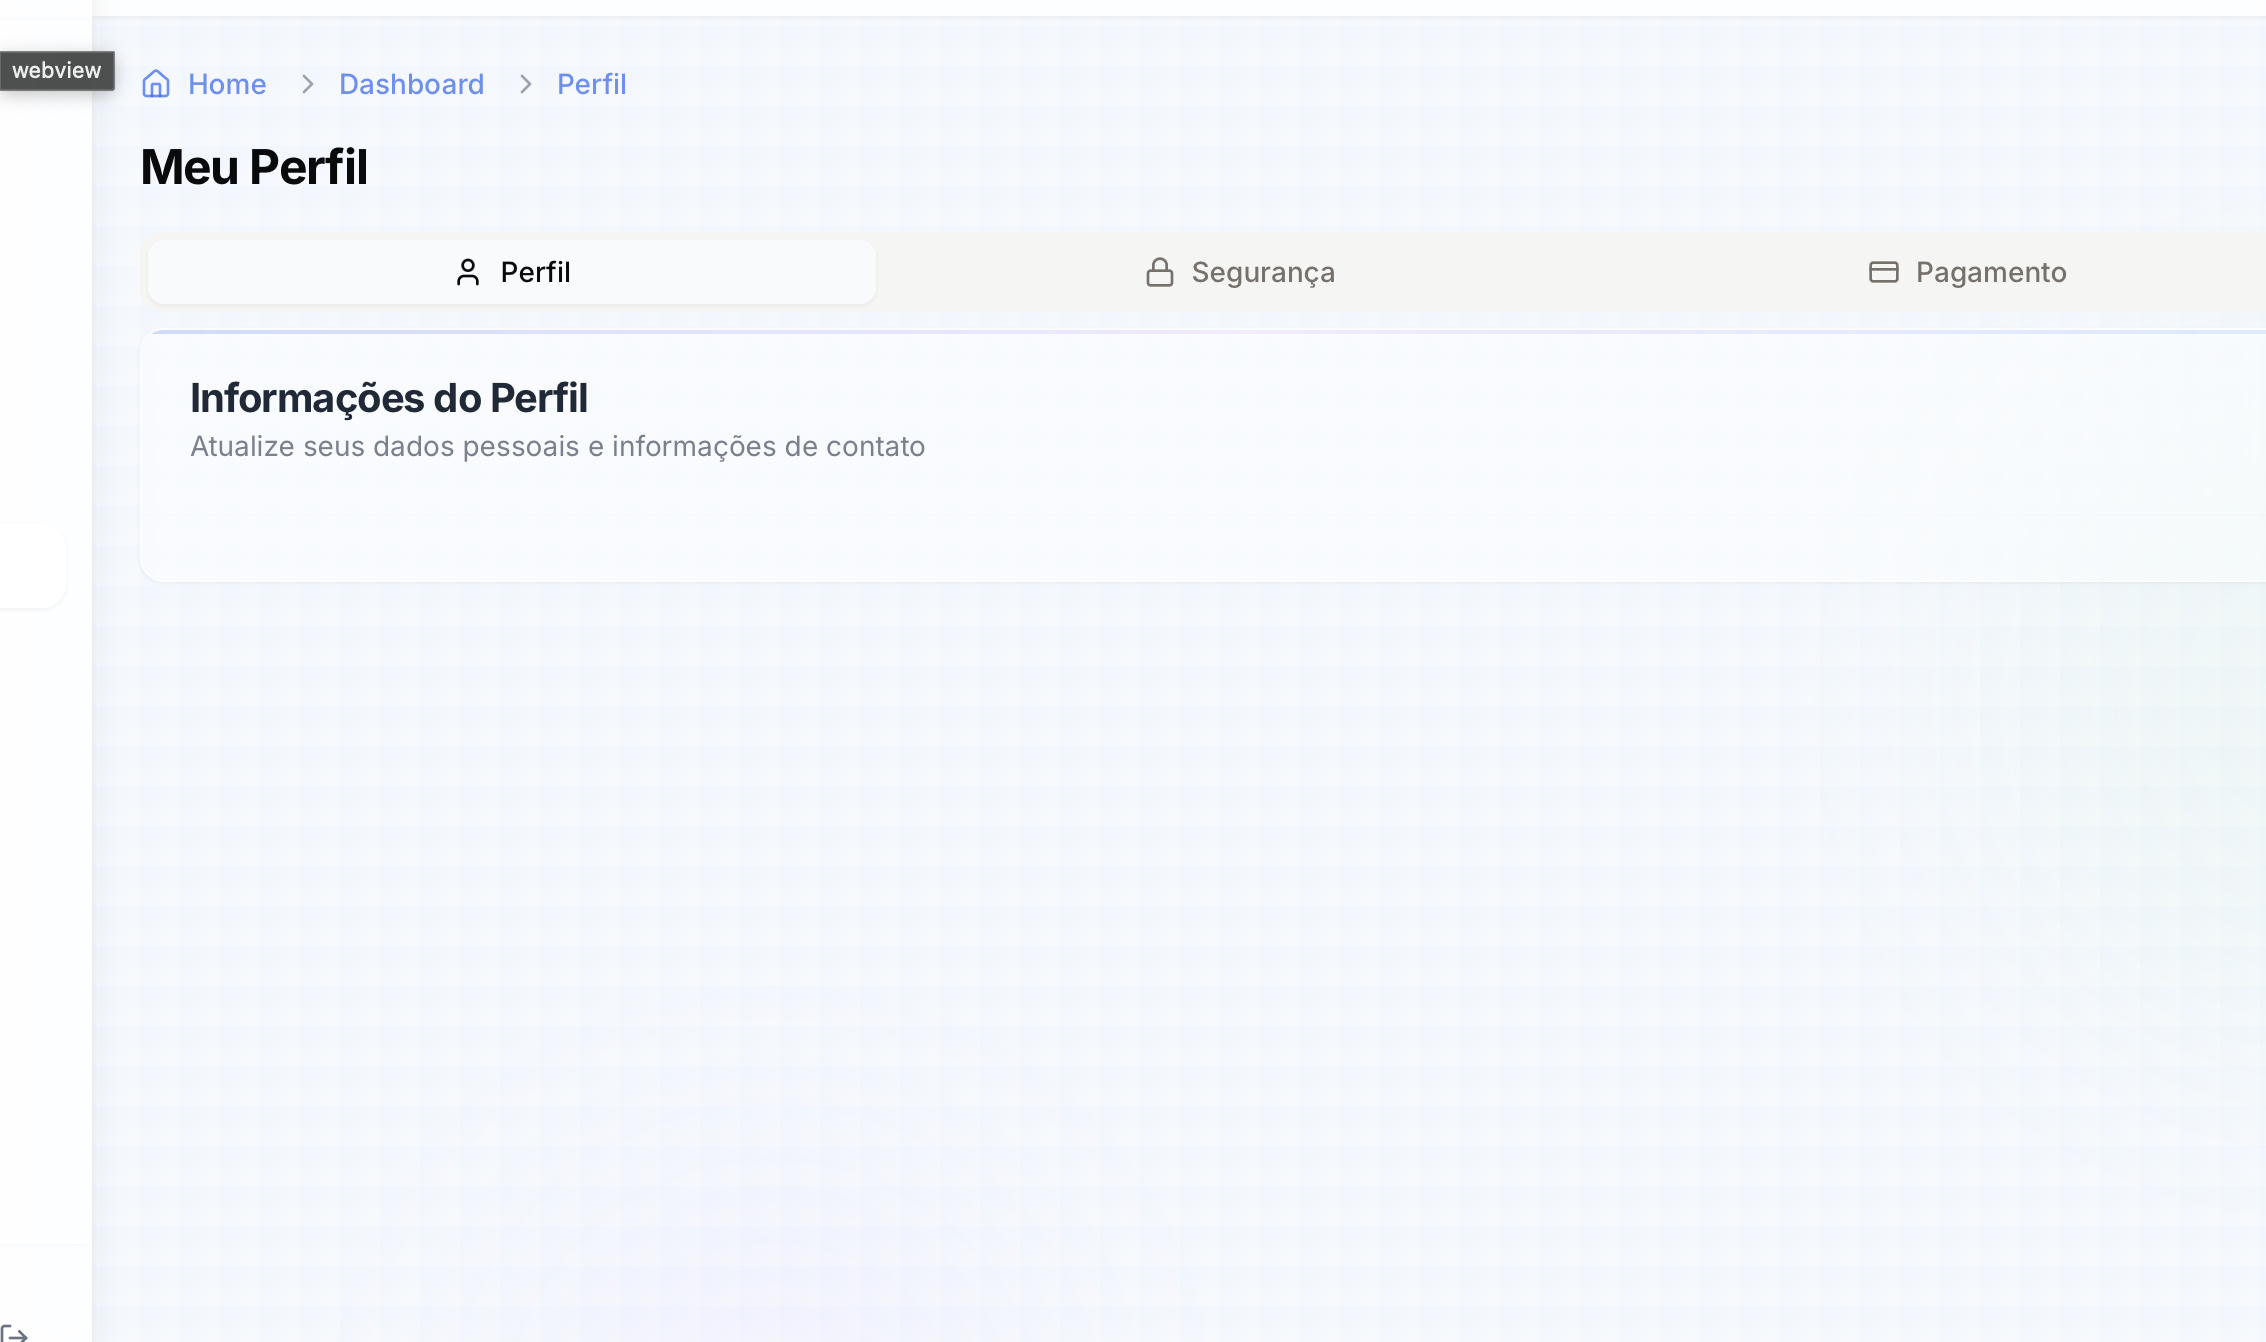 webview
Home
Dashboard
Perfil
Meu Perfil
Perfil
Segurança
Pagamento
Informações do Perfil
Atualize seus dados pessoais e informações de contato